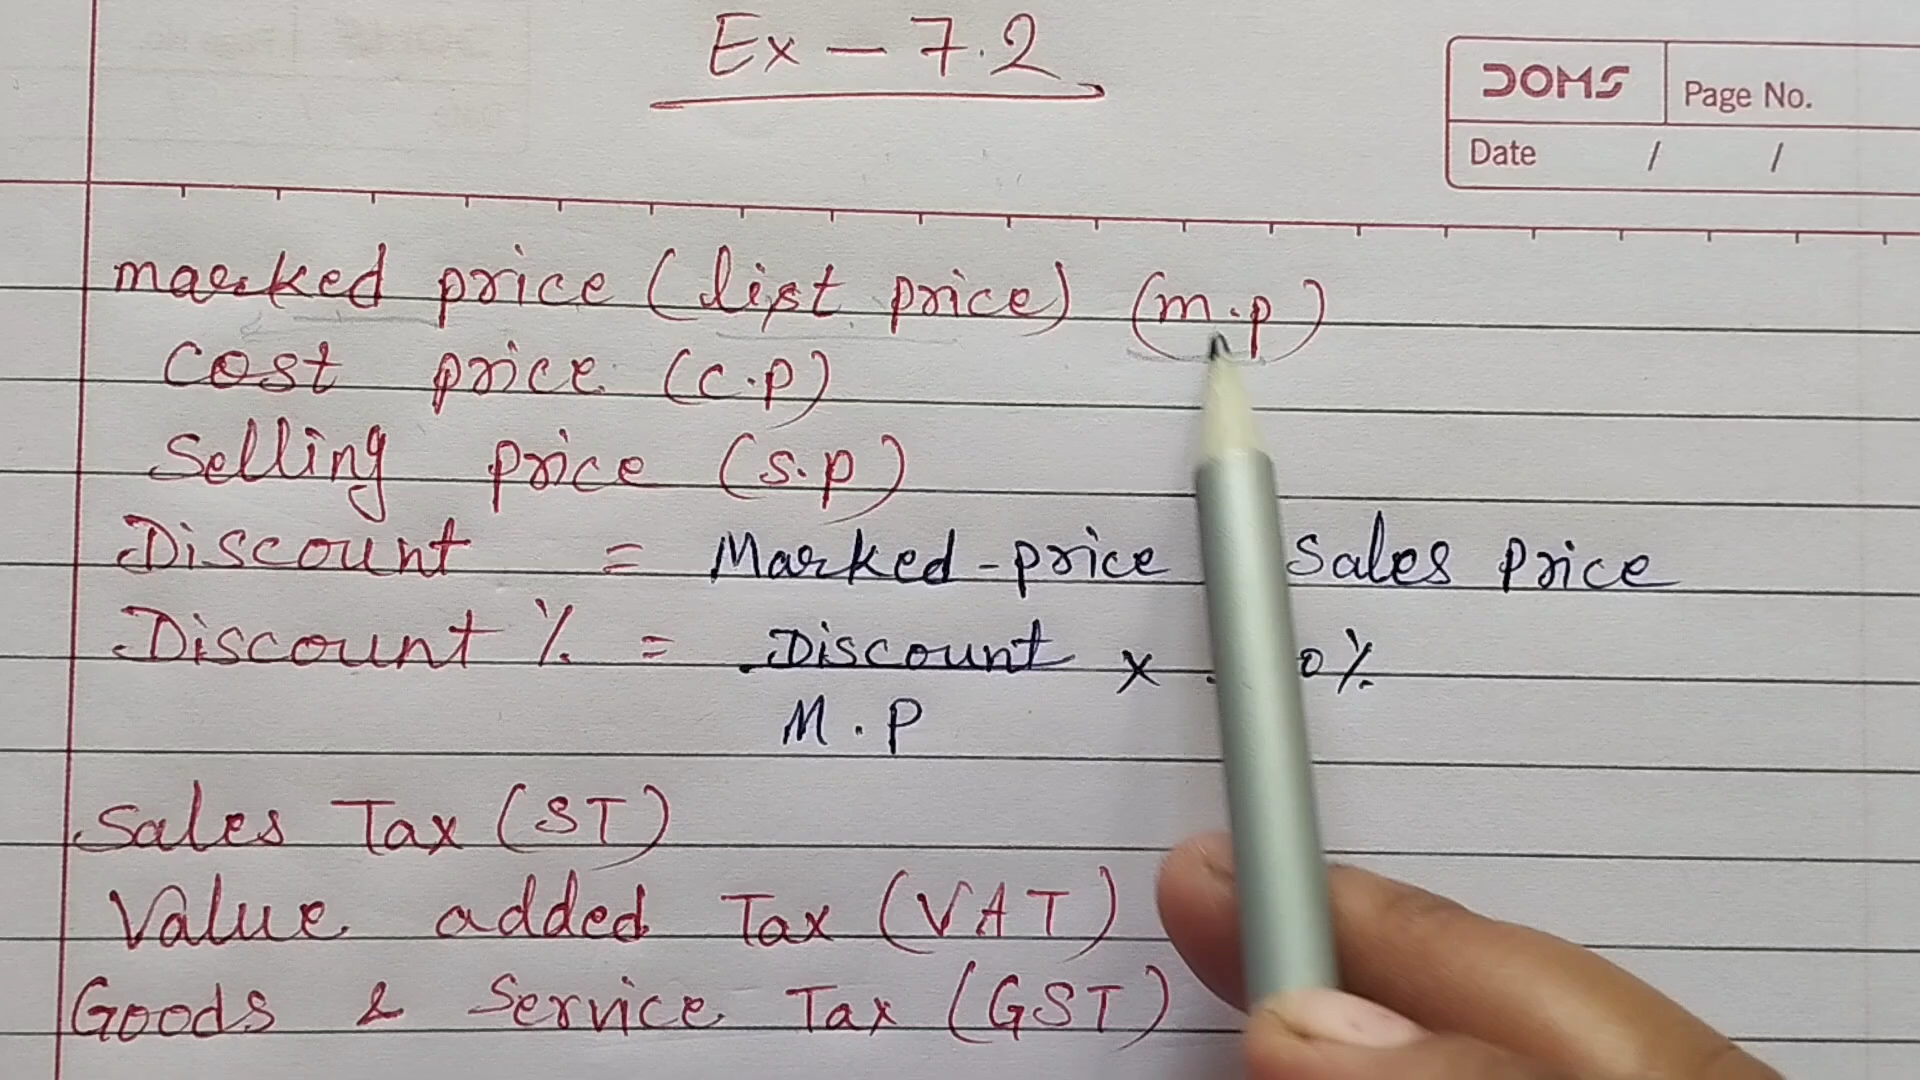 Ex - 7.2
DOMS
Page No.
Date / /
marked price (list price) (m.p)
Cost price (c.p)
Selling price (s.p)
Discount = Marked-price Sales Price
Discount % = Discount x 0%
M.P
Sales Tax (ST)
Value added Tax (VAT)
Goods & Service Tax (GST)